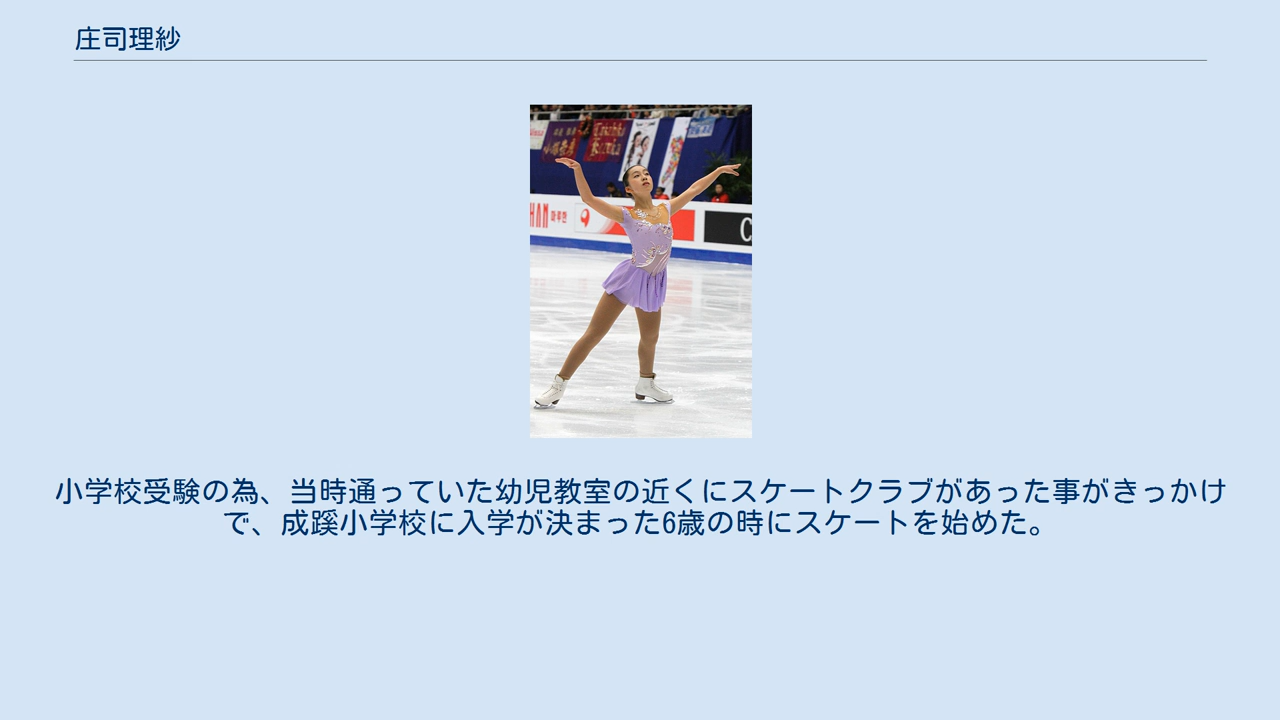 庄司理紗
小学校受験の為、当時通っていた幼児教室の近くにスケートクラブがあった事がきっかけ
で、成蹊小学校に入学が決まった6歳の時にスケートを始めた。